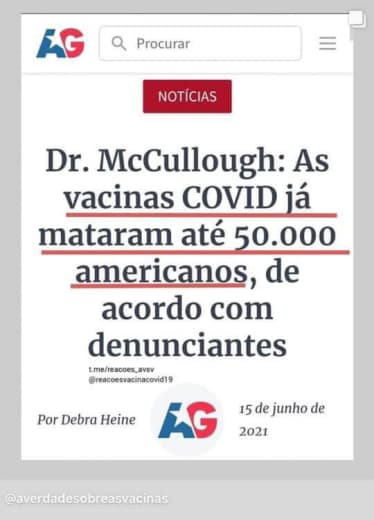 AG
Procurar
NOTÍCIAS
Dr. McCullough: As
vacinas COVID já
mataram até 50.000
americanos, de
acordo com
denunciantes
t.me/reacoes_avsv
@reacoesvacinacovid19
Por Debra Heine
AG
15 de junho de
2021
@averdadesobreasvacinas